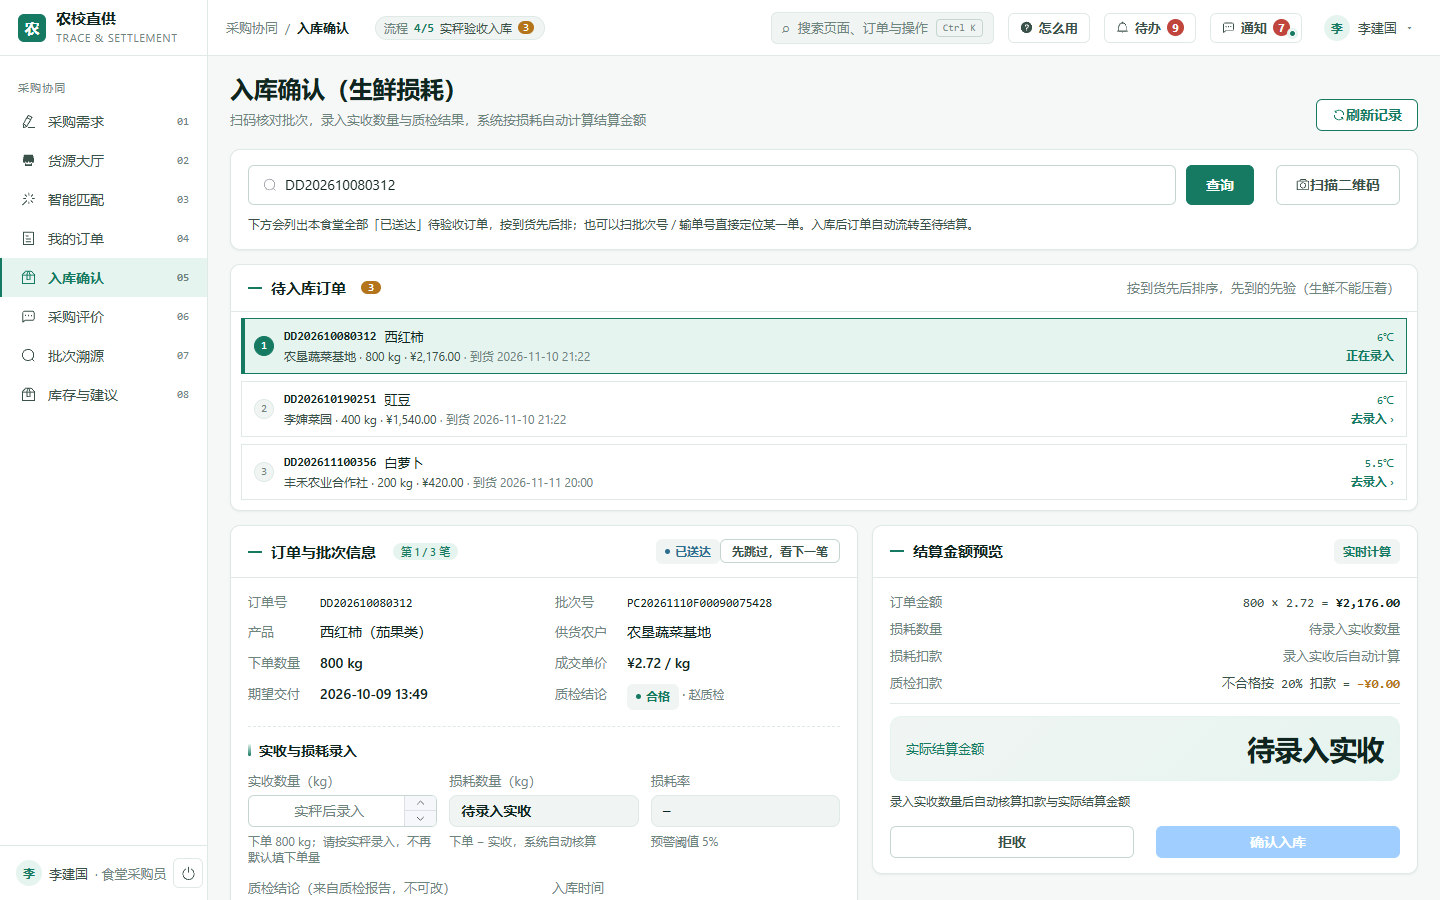 农 农校直供
TRACE & SETTLEMENT
采购协同 / 入库确认
流程 4/5 实秤验收入库 3
搜索页面、订单与操作 Ctrl K
怎么用
待办 9
通知 7
李 李建国
采购协同
采购需求 01
货源大厅 02
智能匹配 03
我的订单 04
入库确认 05
采购评价 06
批次溯源 07
库存与建议 08
李 李建国 · 食堂采购员
入库确认（生鲜损耗）
扫码核对批次，录入实收数量与质检结果，系统按损耗自动计算结算金额
刷新记录
DD202610080312
查询
扫描二维码
下方会列出本食堂全部「已送达」待验收订单，按到货先后排；也可以扫批次号 / 输单号直接定位某一单。入库后订单自动流转至待结算。
待入库订单 3
按到货先后排序，先到的先验（生鲜不能压着）
1 DD202610080312 西红柿
农垦蔬菜基地 · 800 kg · ¥2,176.00 · 到货 2026-11-10 21:22
6℃
正在录入
2 DD202610190251 豇豆
李婶菜园 · 400 kg · ¥1,540.00 · 到货 2026-11-10 21:22
6℃
去录入 ›
3 DD202611100356 白萝卜
丰禾农业合作社 · 200 kg · ¥420.00 · 到货 2026-11-11 20:00
5.5℃
去录入 ›
订单与批次信息 第 1 / 3 笔
已送达
先跳过，看下一笔
订单号 DD202610080312
批次号 PC20261110F00090075428
产品 西红柿（茄果类）
供货农户 农垦蔬菜基地
下单数量 800 kg
成交单价 ¥2.72 / kg
期望交付 2026-10-09 13:49
质检结论 合格 · 赵质检
实收与损耗录入
实收数量（kg）
实秤后录入
下单 800 kg；请按实秤录入，不再
默认填下单量
损耗数量（kg）
待录入实收
下单 − 实收，系统自动核算
损耗率
—
预警阈值 5%
质检结论（来自质检报告，不可改）
入库时间
结算金额预览
实时计算
订单金额 800 × 2.72 = ¥2,176.00
损耗数量 待录入实收数量
损耗扣款 录入实收后自动计算
质检扣款 不合格按 20% 扣款 = −¥0.00
实际结算金额 待录入实收
录入实收数量后自动核算扣款与实际结算金额
拒收
确认入库